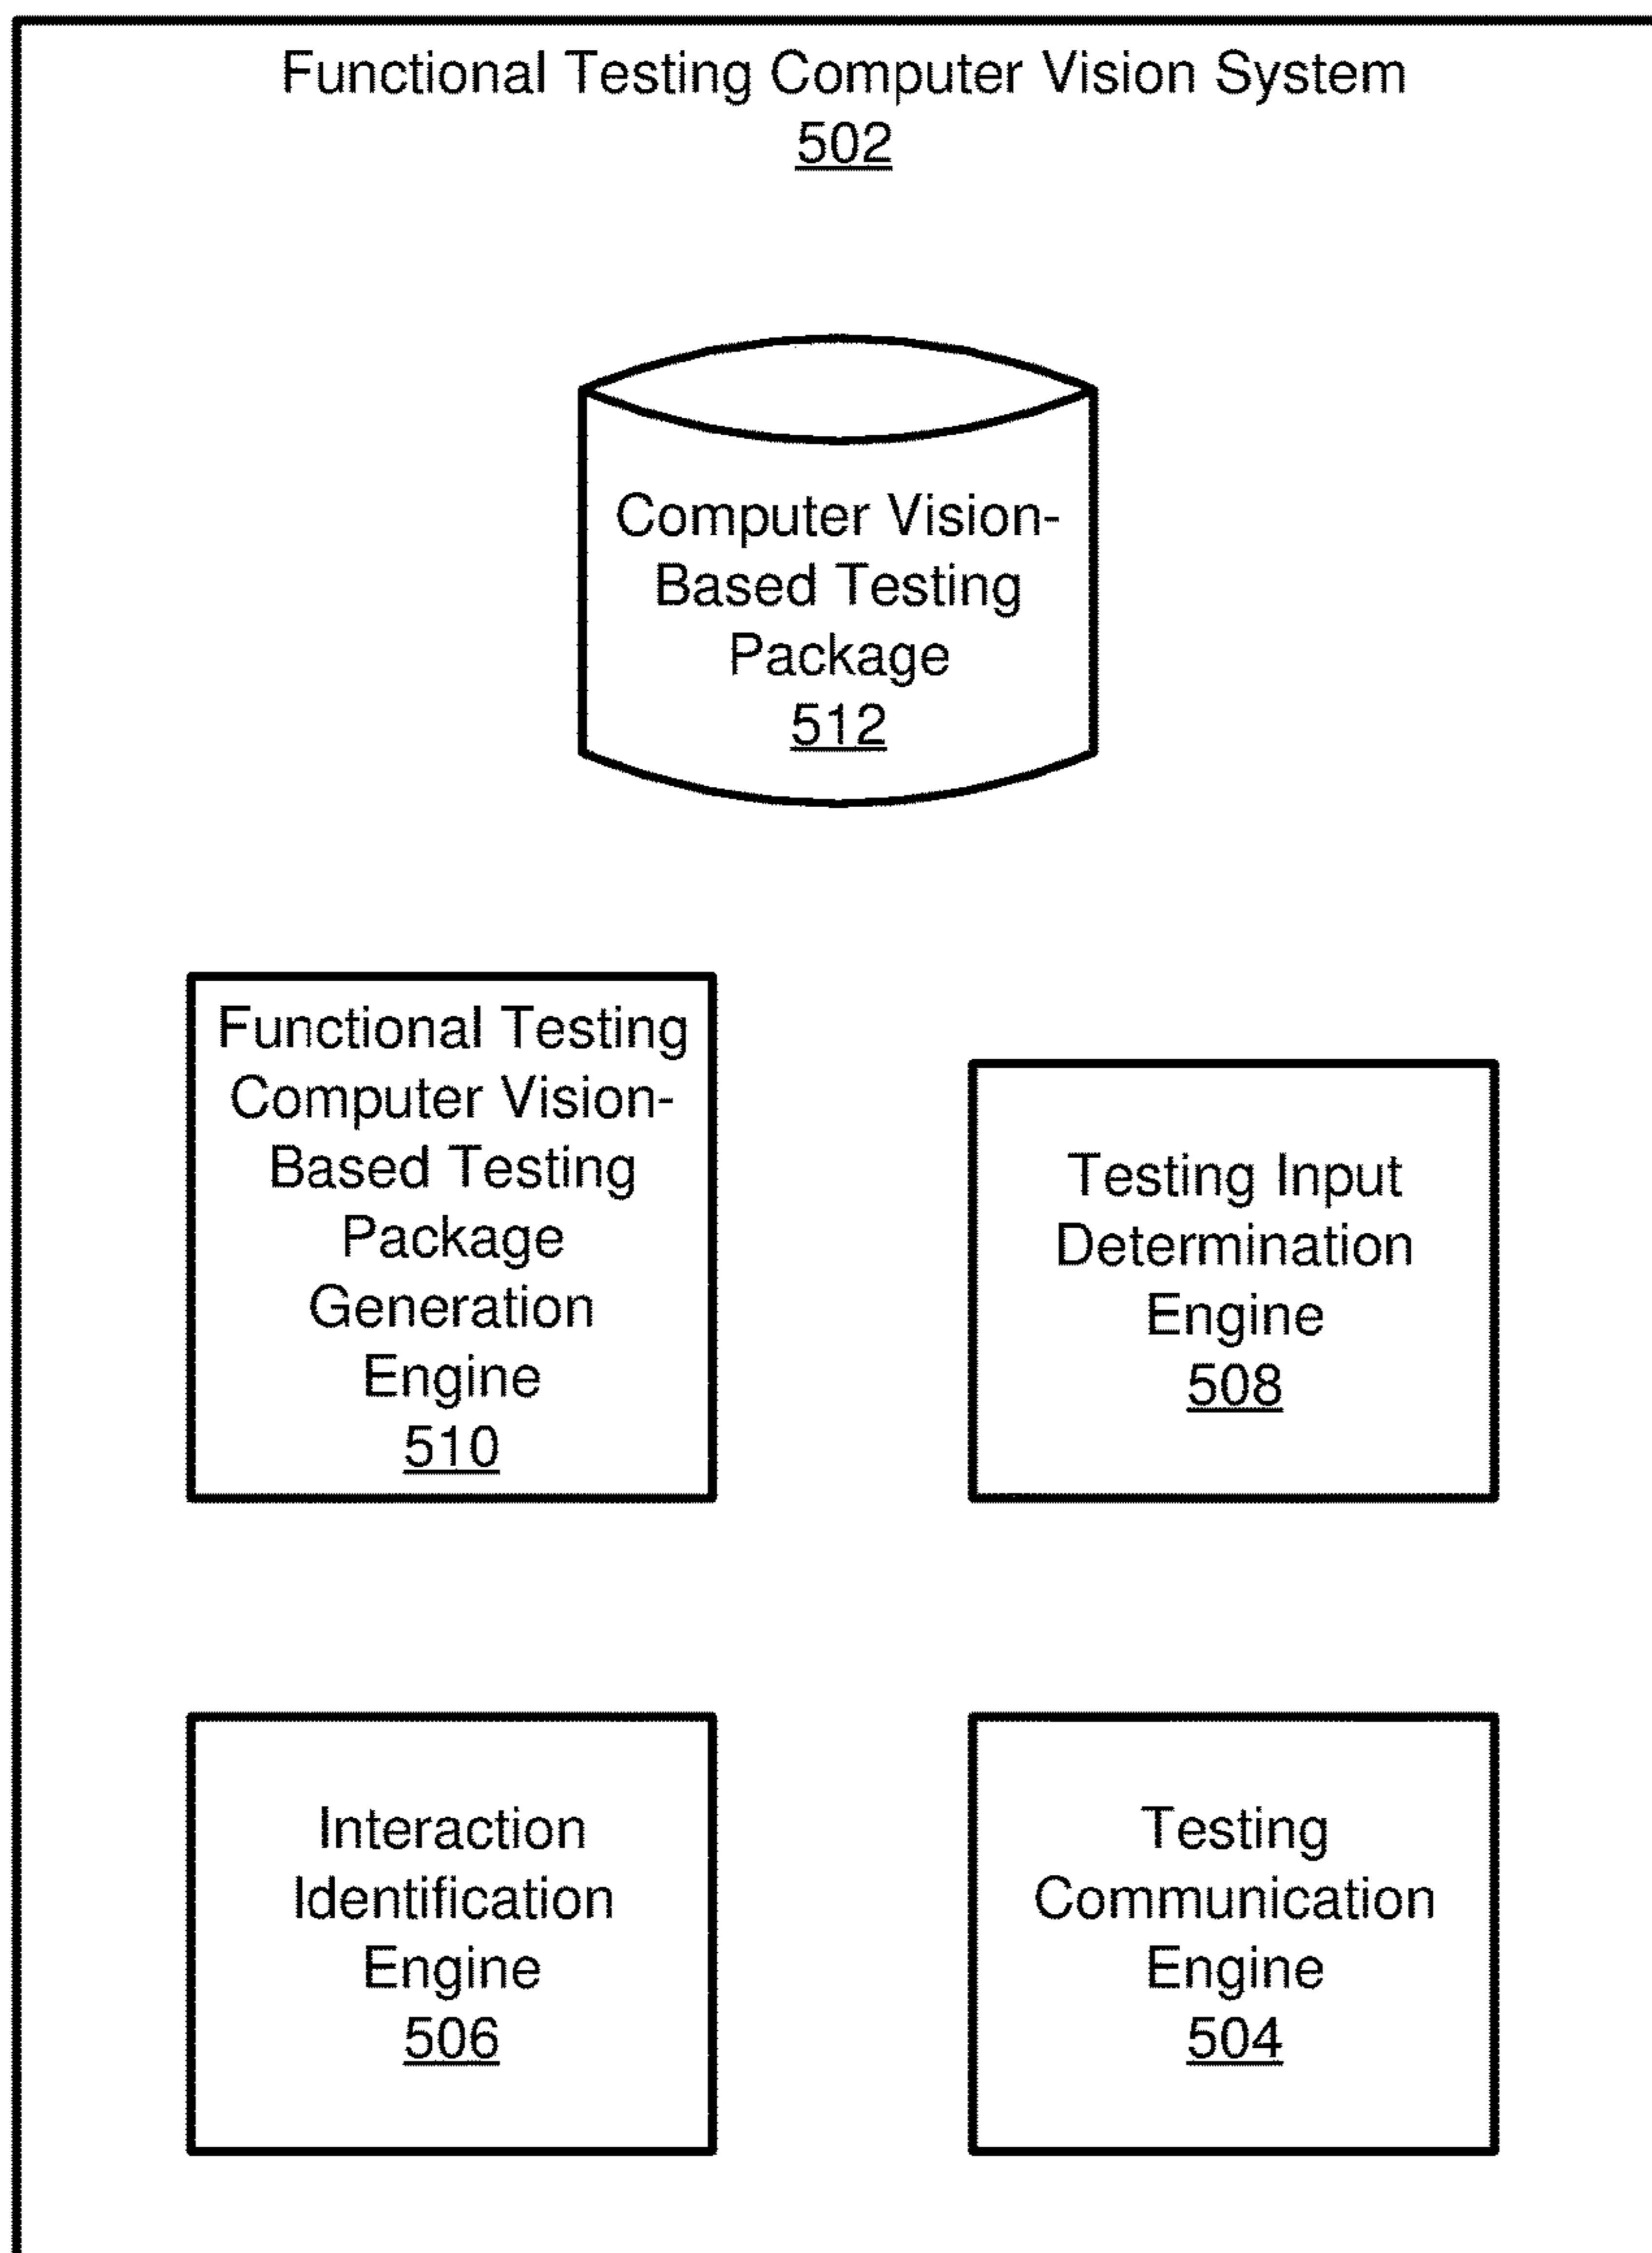 Functional Testing Computer Vision System
502
Computer Vision-
Based Testing
Package
512
Functional Testing
Computer Vision-
Based Testing
Package
Generation
Engine
510
Testing Input
Determination
Engine
508
Interaction
Identification
Engine
506
Testing
Communication
Engine
504